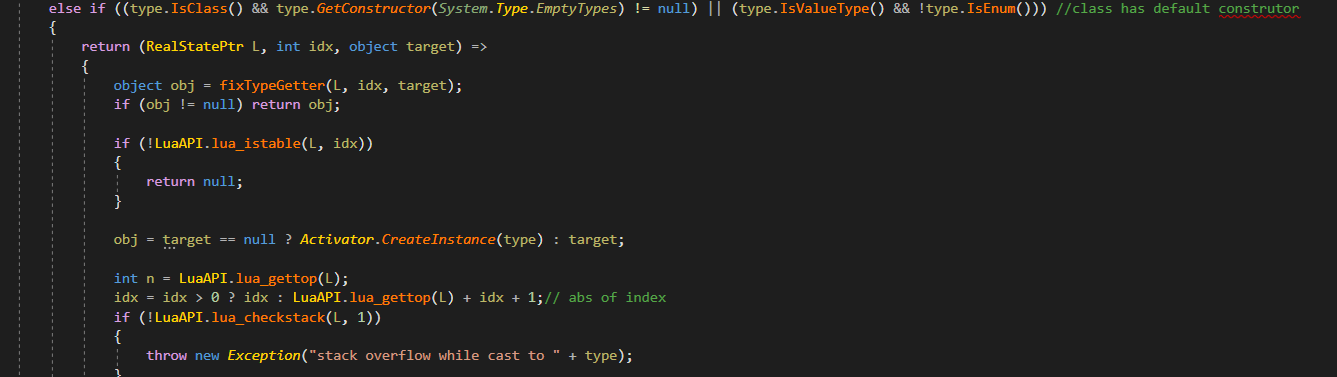 else if ((type.IsClass() && type.GetConstructor(System.Type.EmptyTypes) != null) || (type.IsValueType() && !type.IsEnum())) //class has default construtor
{
return (RealStatePtr L, int idx, object target) =>
{
object obj = fixTypeGetter(L, idx, target);
if (obj != null) return obj;
if (!LuaAPI.lua_istable(L, idx))
{
return null;
}
obj = target == null ? Activator.CreateInstance(type) : target;
int n = LuaAPI.lua_gettop(L);
idx = idx > 0 ? idx : LuaAPI.lua_gettop(L) + idx + 1;// abs of index
if (!LuaAPI.lua_checkstack(L, 1))
{
throw new Exception("stack overflow while cast to " + type);
}